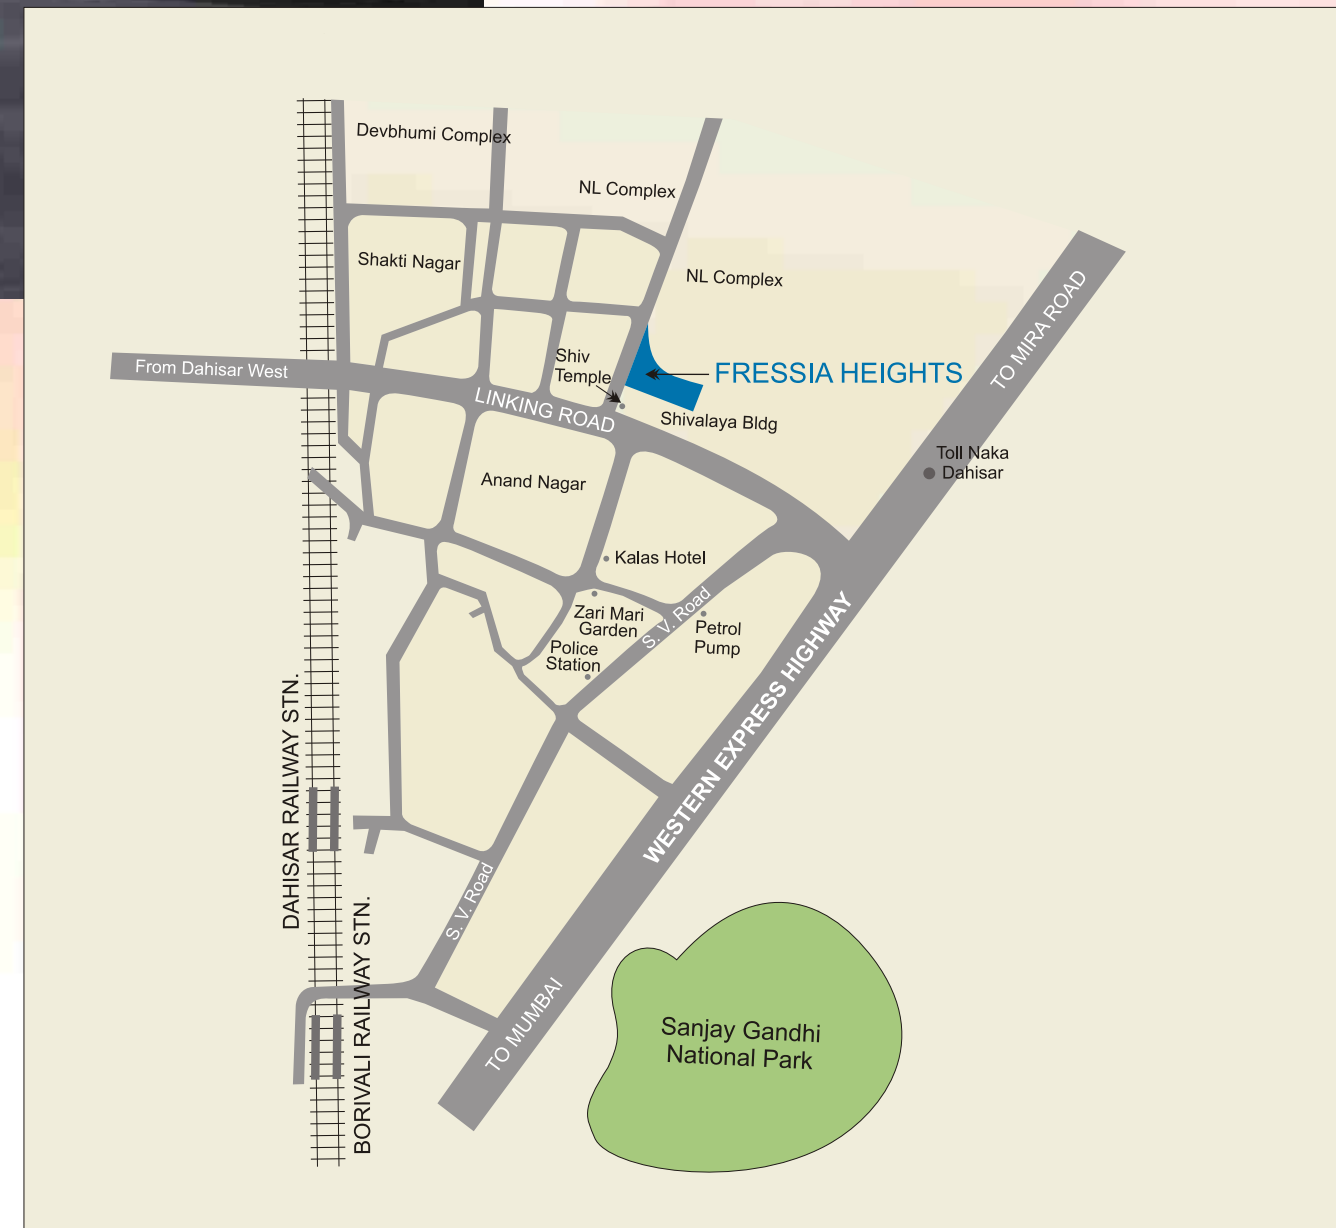 Devbhumi Complex
NL Complex
Shakti Nagar
NL Complex
TO MIRA ROAD
From Dahisar West
Shiv
Temple
FRESSIA HEIGHTS
LINKING ROAD
Shivalaya Bldg
Toll Naka
Dahisar
Anand Nagar
Kalas Hotel
Zari Mari
Garden
S. V. Road
Petrol
Pump
Police
Station
WESTERN EXPRESS HIGHWAY
DAHISAR RAILWAY STN.
S. V. Road
BORIVALI RAILWAY STN.
TO MUMBAI
Sanjay Gandhi
National Park